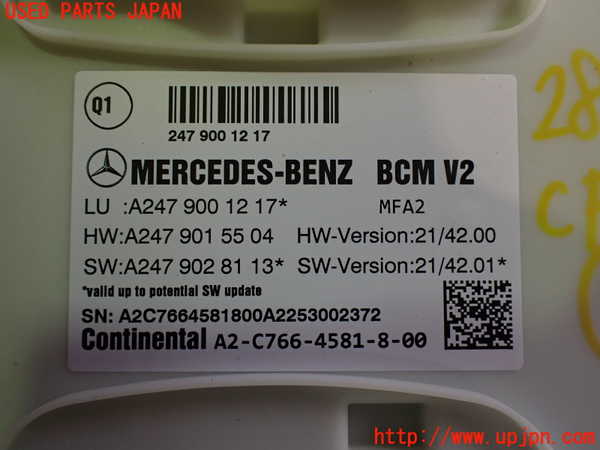 USED PARTS JAPAN
Q1
247 900 12 17
MERCEDES-BENZ BCM V2
LU :A247 900 12 17* MFA2
HW:A247 901 55 04 HW-Version:21/42.00
SW:A247 902 81 13* SW-Version:21/42.01*
*valid up to potential SW update
SN: A2C7664581800A2253002372
Continental A2-C766-4581-8-00
28
http://www.upjpn.com